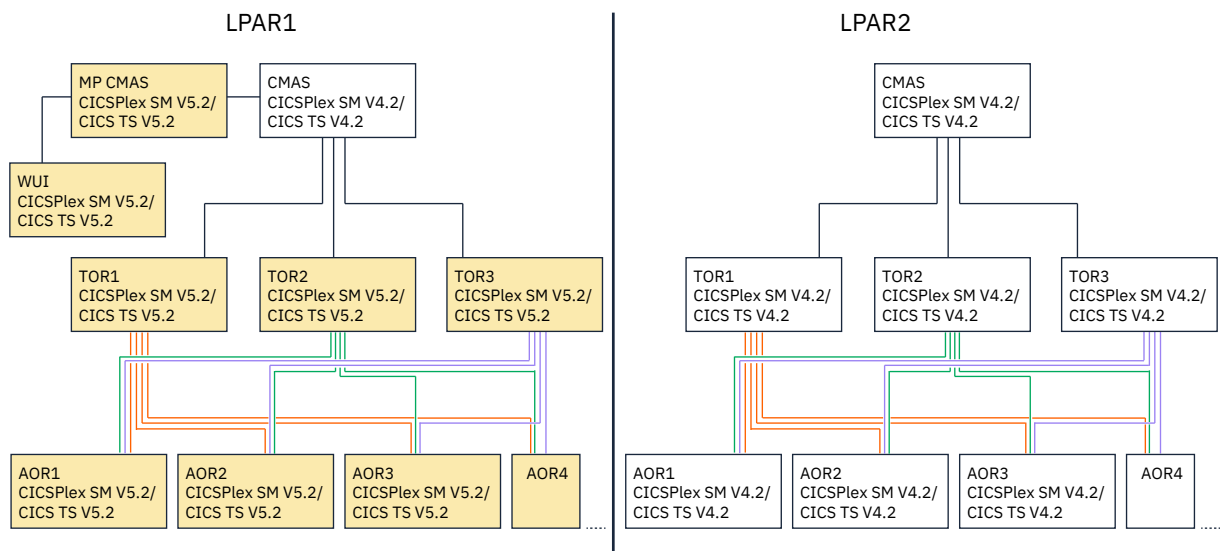 LPAR1
MP CMAS
CICSPlex SM V5.2/
CICS TS V5.2
CMAS
CICSPlex SM V4.2/
CICS TS V4.2
WUI
CICSPlex SM V5.2/
CICS TS V5.2
TOR1
CICSPlex SM V5.2/
CICS TS V5.2
TOR2
CICSPlex SM V5.2/
CICS TS V5.2
TOR3
CICSPlex SM V5.2/
CICS TS V5.2
AOR1
CICSPlex SM V5.2/
CICS TS V5.2
AOR2
CICSPlex SM V5.2/
CICS TS V5.2
AOR3
CICSPlex SM V5.2/
CICS TS V5.2
AOR4
.....
LPAR2
CMAS
CICSPlex SM V4.2/
CICS TS V4.2
TOR1
CICSPlex SM V4.2/
CICS TS V4.2
TOR2
CICSPlex SM V4.2/
CICS TS V4.2
TOR3
CICSPlex SM V4.2/
CICS TS V4.2
AOR1
CICSPlex SM V4.2/
CICS TS V4.2
AOR2
CICSPlex SM V4.2/
CICS TS V4.2
AOR3
CICSPlex SM V4.2/
CICS TS V4.2
AOR4
.....